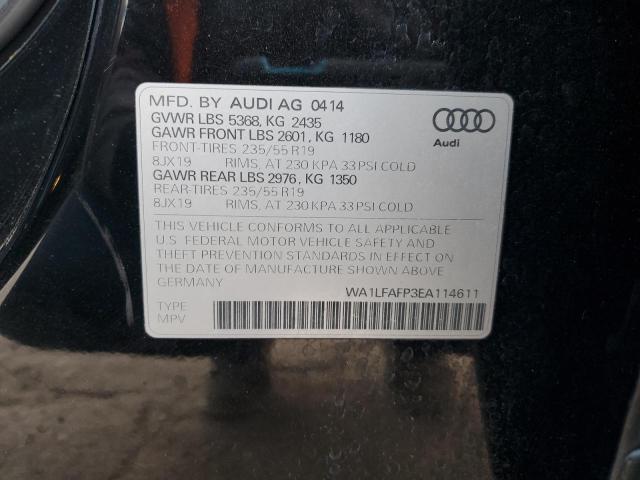 MFD. BY AUDI AG 04 14
GVWR LBS 5368, KG 2435
GAWR FRONT LBS 2601, KG 1180
FRONT-TIRES 235/55 R19
8JX19 RIMS, AT 230 KPA 33 PSI COLD
GAWR REAR LBS 2976, KG 1350
REAR-TIRES 235/55 R19
8JX19 RIMS, AT 230 KPA 33 PSI COLD
Audi
THIS VEHICLE CONFORMS TO ALL APPLICABLE
U.S. FEDERAL MOTOR VEHICLE SAFETY AND
THEFT PREVENTION STANDARDS IN EFFECT ON
THE DATE OF MANUFACTURE SHOWN ABOVE.
GERMANY
WA1LFAFP3EA114611
TYPE
MPV